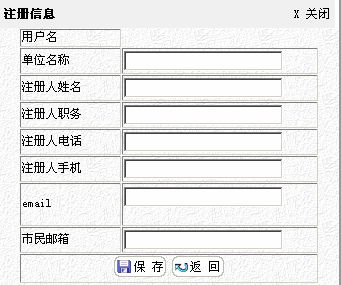 注册信息 X 关闭
用户名
单位名称
注册人姓名
注册人职务
注册人电话
注册人手机
email
市民邮箱
保 存 返 回